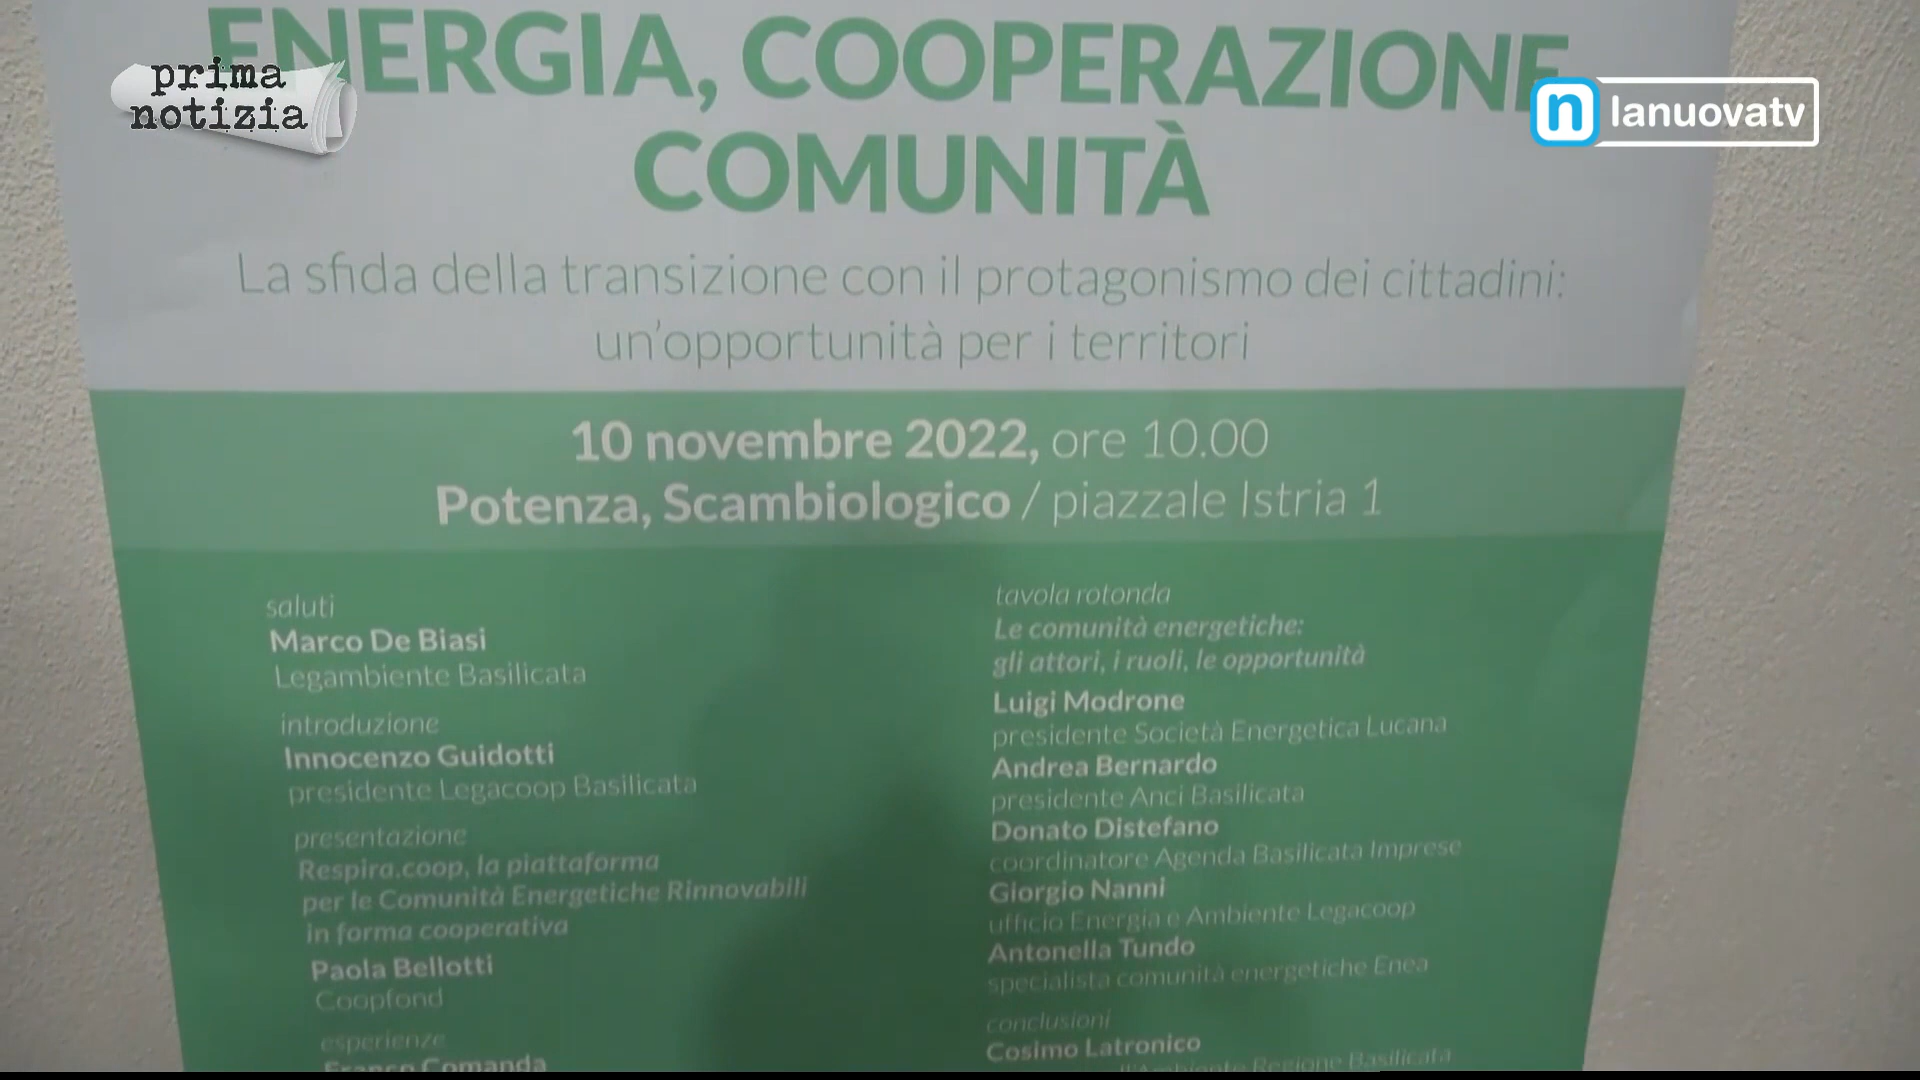 ENERGIA, COOPERAZIONE
COMUNITÀ
prima
notizia
n lanuovatv
La sfida della transizione con il protagonismo dei cittadini:
un'opportunità per i territori
10 novembre 2022, ore 10.00
Potenza, Scambiologico / piazzale Istria 1
saluti
Marco De Biasi
Legambiente Basilicata
introduzione
Innocenzo Guidotti
presidente Legacoop Basilicata
presentazione
Respira.coop, la piattaforma
per le Comunità Energetiche Rinnovabili
in forma cooperativa
Paola Bellotti
Coopfond
esperienze
Franco Comanda
tavola rotonda
Le comunità energetiche:
gli attori, i ruoli, le opportunità
Luigi Modrone
presidente Società Energetica Lucana
Andrea Bernardo
presidente Anci Basilicata
Donato Distefano
coordinatore Agenda Basilicata Imprese
Giorgio Nanni
ufficio Energia e Ambiente Legacoop
Antonella Tundo
specialista comunità energetiche Enea
conclusioni
Cosimo Latronico
Regione Basilicata